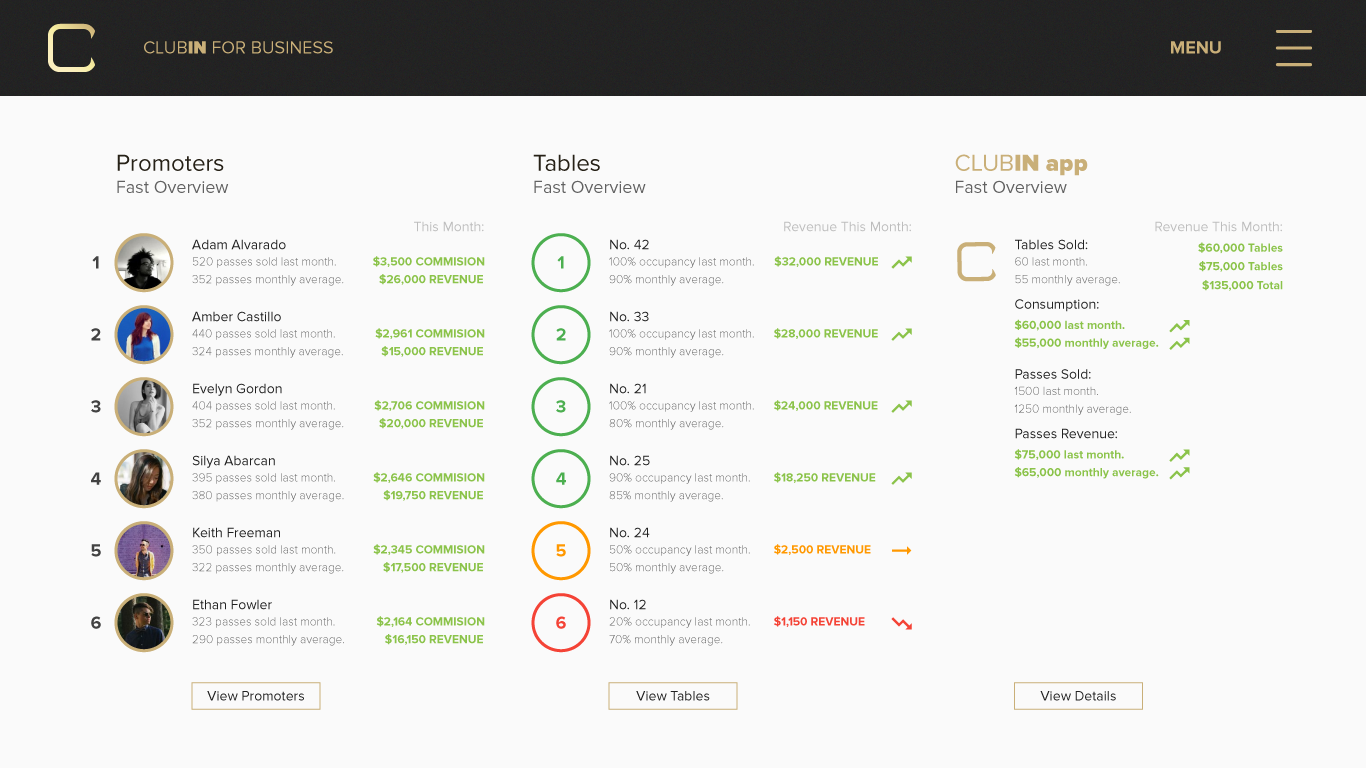 CLUBIN FOR BUSINESS
MENU
Promoters
Fast Overview
This Month:
1
Adam Alvarado
520 passes sold last month.
352 passes monthly average.
$3,500 COMMISION
$26,000 REVENUE
2
Amber Castillo
440 passes sold last month.
324 passes monthly average.
$2,961 COMMISION
$15,000 REVENUE
3
Evelyn Gordon
404 passes sold last month.
352 passes monthly average.
$2,706 COMMISION
$20,000 REVENUE
4
Silya Abarcan
395 passes sold last month.
380 passes monthly average.
$2,646 COMMISION
$19,750 REVENUE
5
Keith Freeman
350 passes sold last month.
322 passes monthly average.
$2,345 COMMISION
$17,500 REVENUE
6
Ethan Fowler
323 passes sold last month.
290 passes monthly average.
$2,164 COMMISION
$16,150 REVENUE
View Promoters
Tables
Fast Overview
Revenue This Month:
1
No. 42
100% occupancy last month.
90% monthly average.
$32,000 REVENUE
2
No. 33
100% occupancy last month.
90% monthly average.
$28,000 REVENUE
3
No. 21
100% occupancy last month.
80% monthly average.
$24,000 REVENUE
4
No. 25
90% occupancy last month.
85% monthly average.
$18,250 REVENUE
5
No. 24
50% occupancy last month.
50% monthly average.
$2,500 REVENUE
6
No. 12
20% occupancy last month.
70% monthly average.
$1,150 REVENUE
View Tables
CLUBIN app
Fast Overview
Revenue This Month:
Tables Sold:
60 last month.
55 monthly average.
$60,000 Tables
$75,000 Tables
$135,000 Total
Consumption:
$60,000 last month.
$55,000 monthly average.
Passes Sold:
1500 last month.
1250 monthly average.
Passes Revenue:
$75,000 last month.
$65,000 monthly average.
View Details